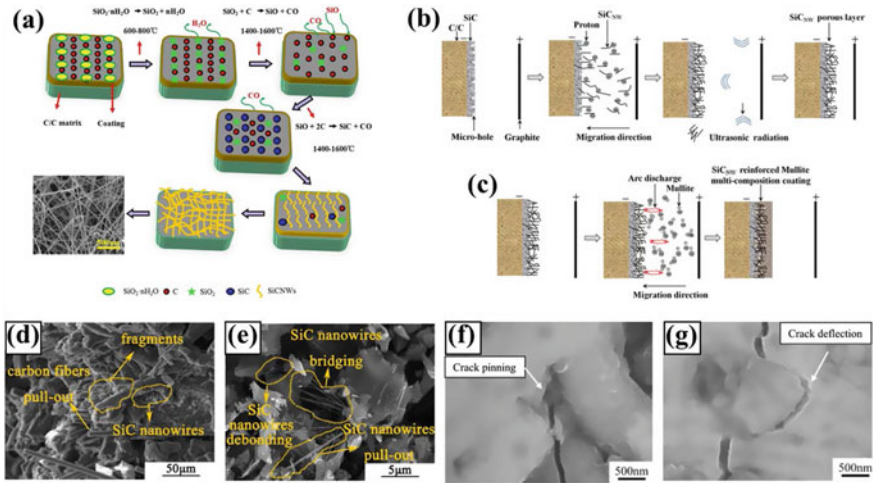 (a)
SiO₂·nH₂O → SiO₂ + nH₂O
600-800℃
H₂O
SiO₂ + C → SiO + CO
1400-1600℃
CO
SiO
C/C matrix
Coating
CO
SiO + 2C → SiC + CO
1400-1600℃
SiO₂·nH₂O
C
SiO₂
SiC
SiCNWs
(b)
C/C
SiC
Proton
SiC_NW
SiC_NW porous layer
Micro-hole
Graphite
Migration direction
Ultrasonic radiation
(c)
Arc discharge
Mullite
SiC_NW reinforced Mullite
multi-composition coating
Migration direction
(d)
fragments
carbon fibers
pull-out
SiC nanowires
50μm
(e)
SiC nanowires
bridging
SiC
nanowires
debonding
SiC nanowires
pull-out
5μm
(f)
Crack pinning
500nm
(g)
Crack deflection
500nm